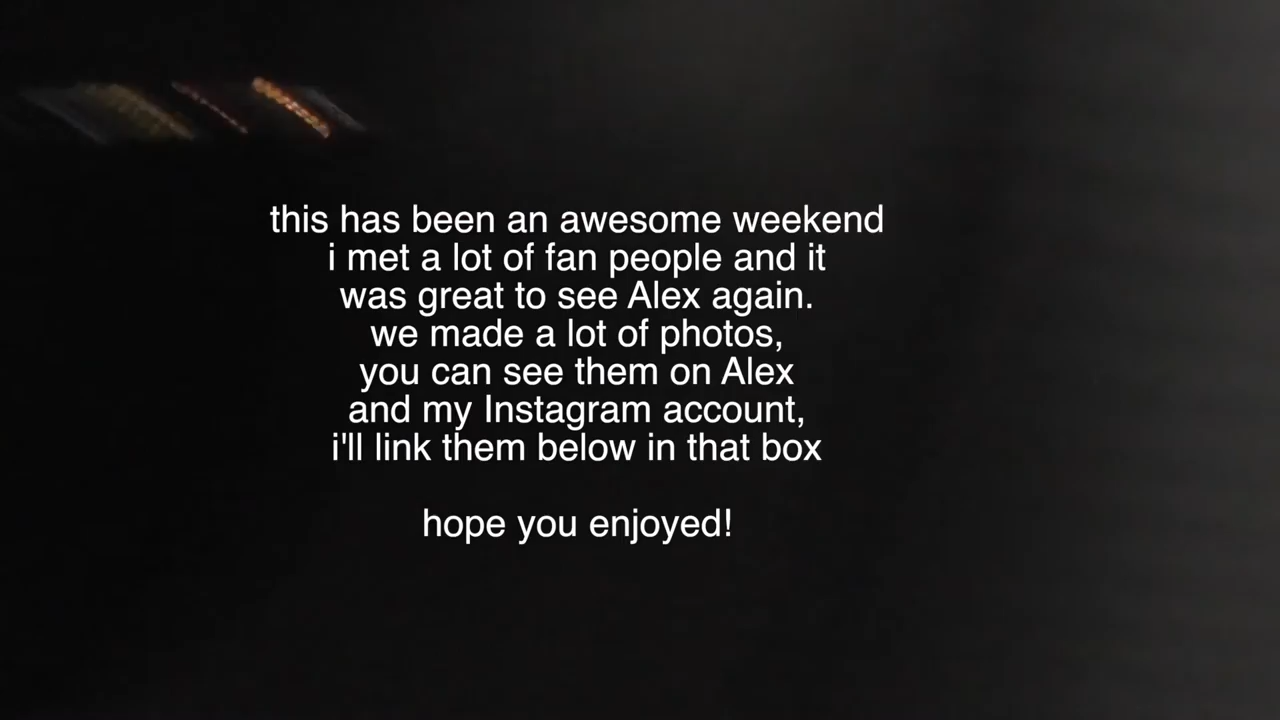 this has been an awesome weekend
i met a lot of fan people and it
was great to see Alex again.
we made a lot of photos,
you can see them on Alex
and my Instagram account,
i'll link them below in that box
hope you enjoyed!